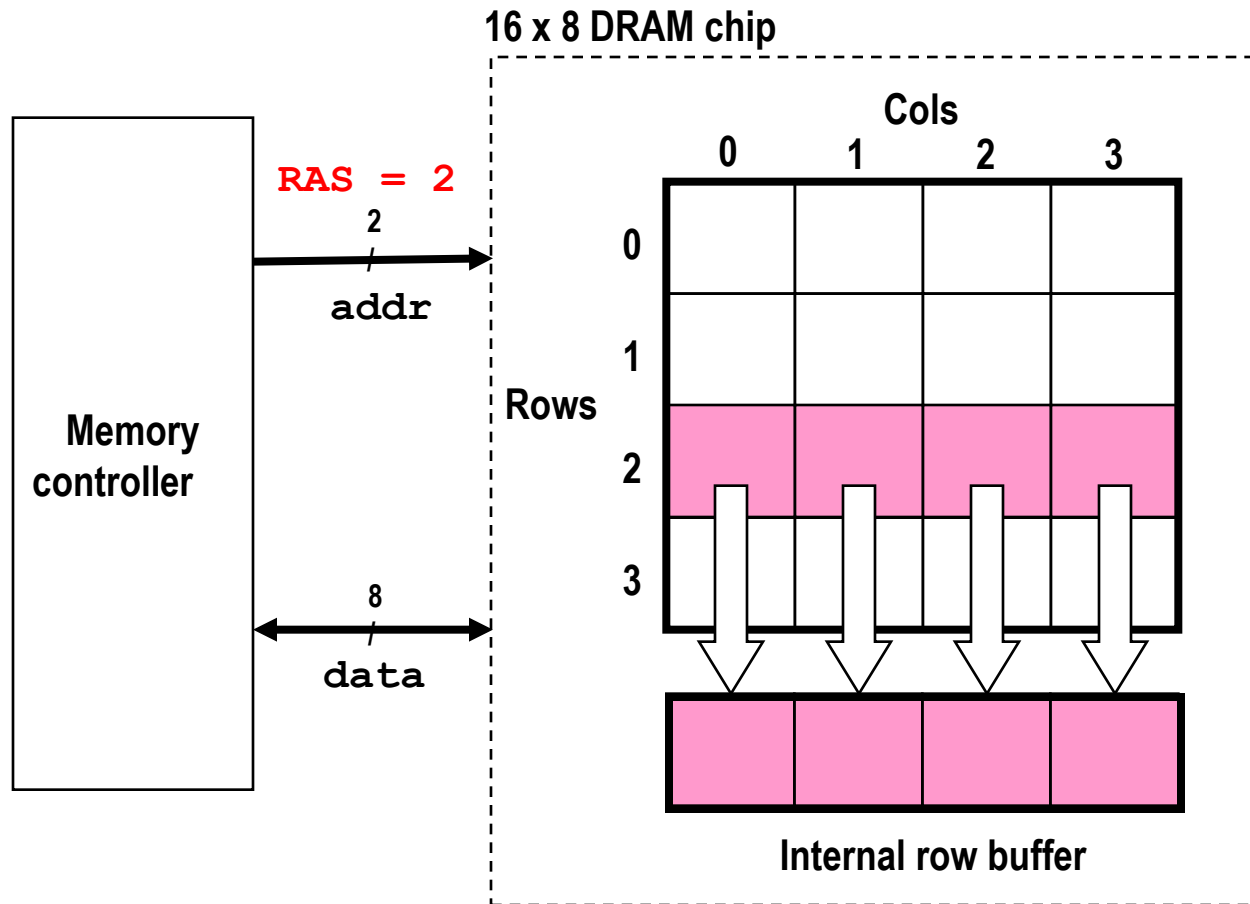 16 x 8 DRAM chip
Cols
0 1 2 3
RAS = 2
2
addr
0
1
Rows
2
3
Memory
controller
8
data
Internal row buffer